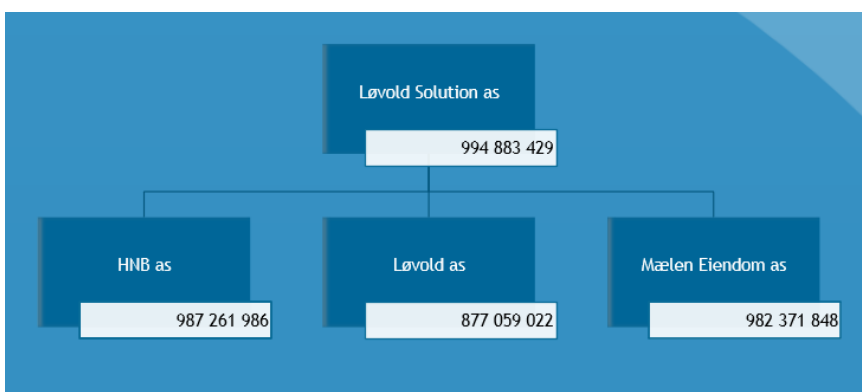 Løvold Solution as
994 883 429
HNB as
987 261 986
Løvold as
877 059 022
Mælen Eiendom as
982 371 848